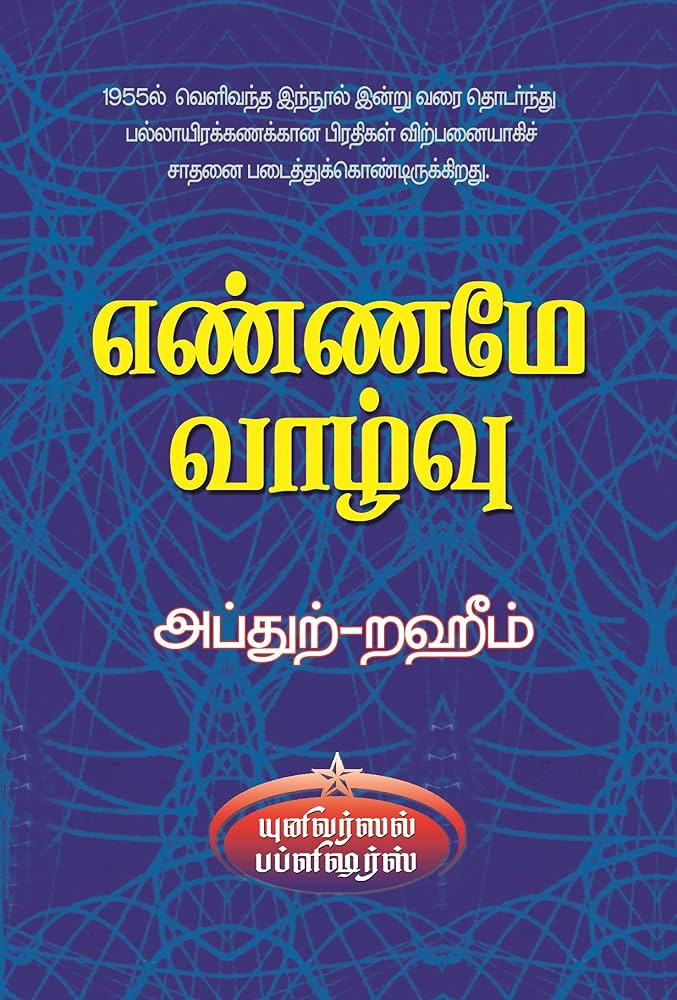 1955ல் வெளிவந்த இந்நூல் இன்று வரை தொடர்ந்து
பல்லாயிரக்கணக்கான பிரதிகள் விற்பனையாகிச்
சாதனை படைத்துக்கொண்டிருக்கிறது.
எண்ணமே
வாழ்வு
அப்துற்-றஹீம்
யுனிவர்ஸல்
பப்ளிஷர்ஸ்